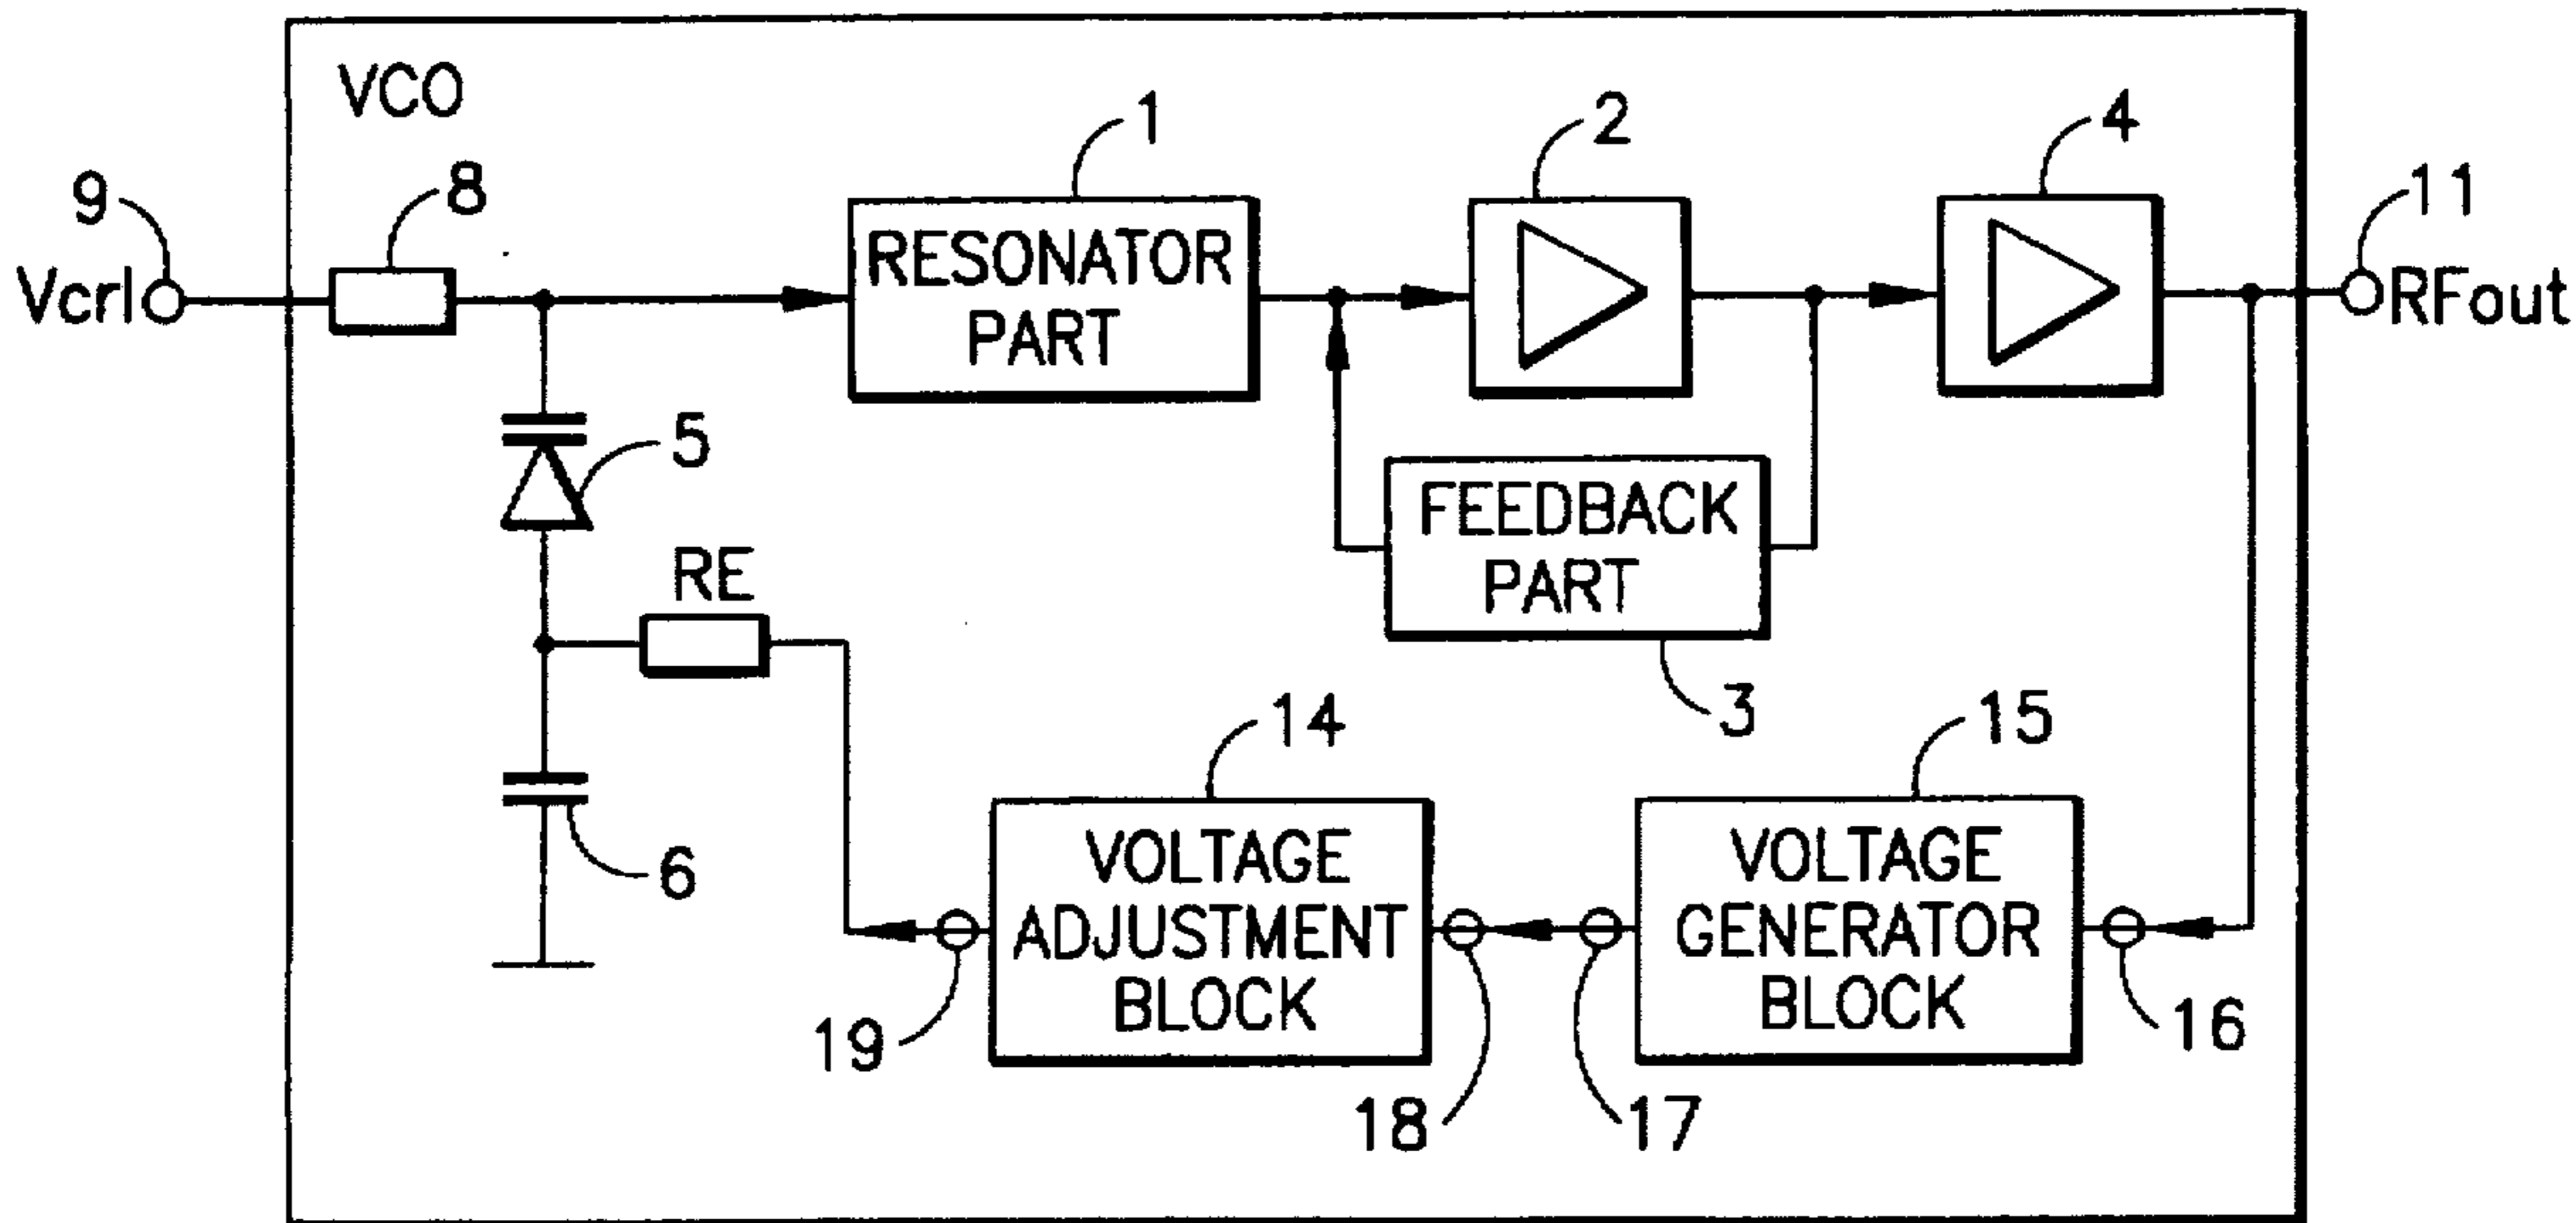 VCO
1
2
4
9
8
11
Vcrl
RESONATOR
PART
RFout
5
FEEDBACK
PART
RE
3
14
15
6
VOLTAGE
ADJUSTMENT
BLOCK
VOLTAGE
GENERATOR
BLOCK
19
18
17
16